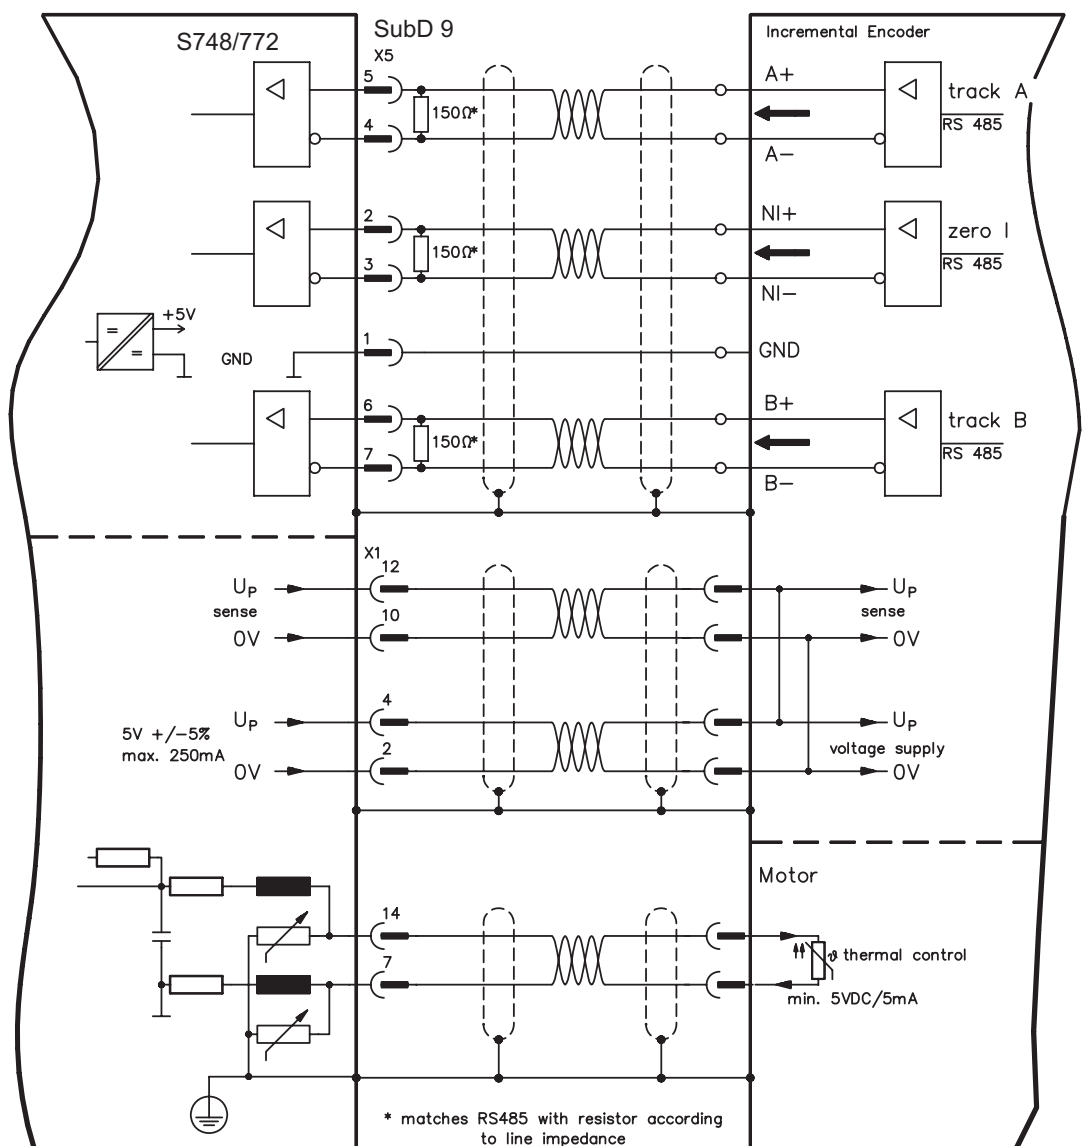 S748/772
SubD 9
Incremental Encoder
X5
5
A+
track A
150Ω*
RS 485
4
A−
2
NI+
zero I
150Ω*
RS 485
3
NI−
+5V
=
=
GND
1
GND
6
B+
track B
150Ω*
RS 485
7
B−
X1
12
UP
UP
sense
sense
10
0V
0V
4
UP
UP
5V +/−5%
max. 250mA
voltage supply
2
0V
0V
Motor
14
ϑ thermal control
7
min. 5VDC/5mA
* matches RS485 with resistor according
to line impedance